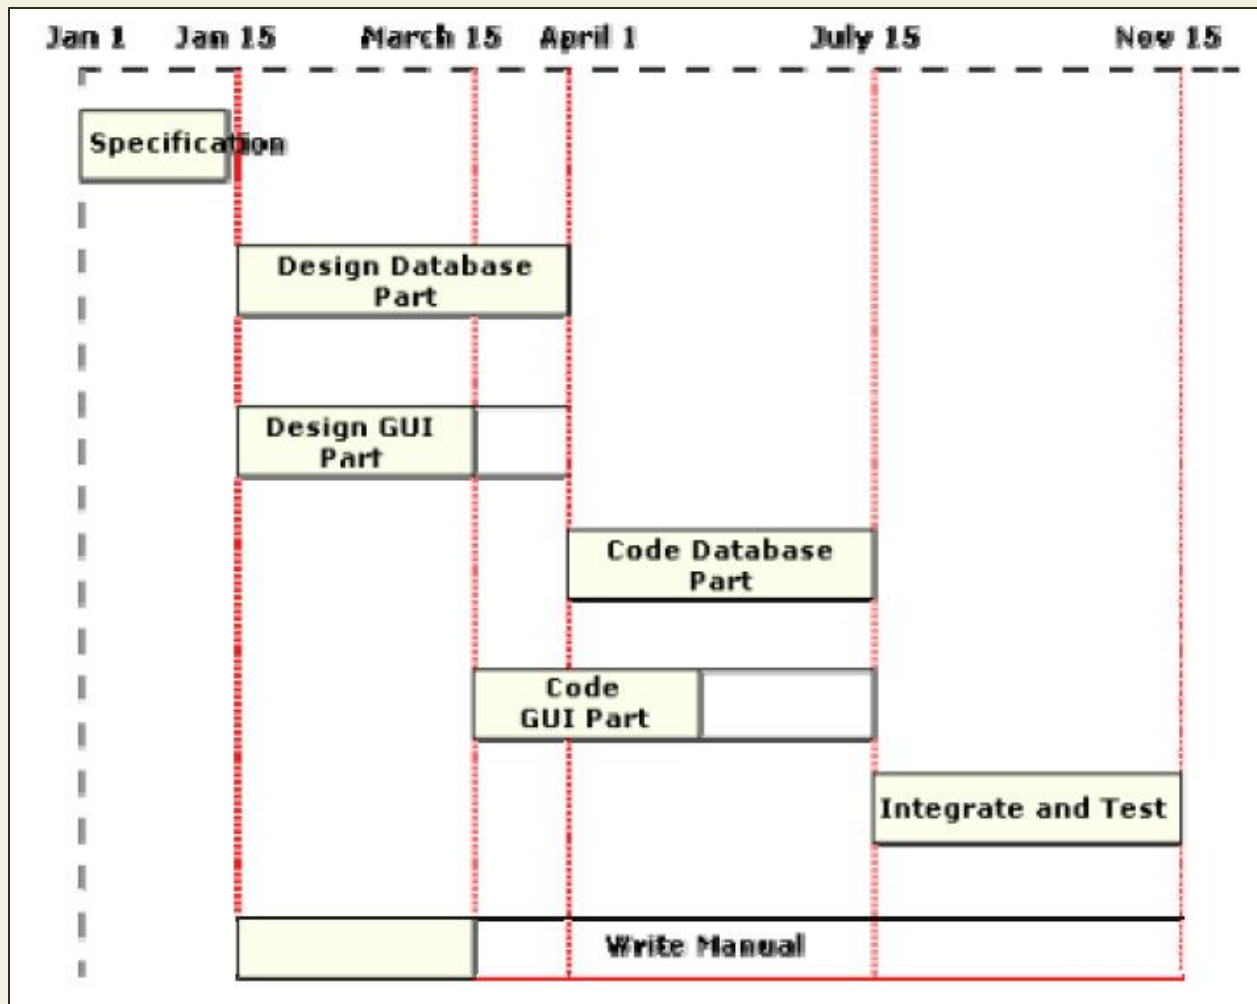 Jan 1 Jan 15 March 15 April 1 July 15 Nov 15
Specification
Design Database
Part
Design GUI
Part
Code Database
Part
Code
GUI Part
Integrate and Test
Write Manual